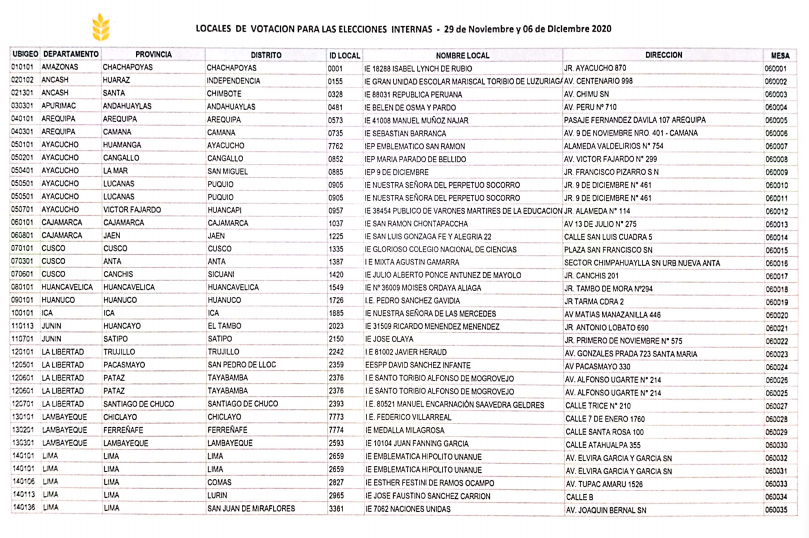 LOCALES DE VOTACION PARA LAS ELECCIONES INTERNAS - 29 de Noviembre y 06 de Diciembre 2020
UBIGEO DEPARTAMENTO PROVINCIA DISTRITO ID LOCAL NOMBRE LOCAL DIRECCION MESA
010101 AMAZONAS CHACHAPOYAS CHACHAPOYAS 0001 IE 18288 ISABEL LYNCH DE RUBIO JR. AYACUCHO 870 060001
020102 ANCASH HUARAZ INDEPENDENCIA 0155 IE GRAN UNIDAD ESCOLAR MARISCAL TORIBIO DE LUZURIAGA AV. CENTENARIO 998 060002
021301 ANCASH SANTA CHIMBOTE 0328 IE 88031 REPUBLICA PERUANA AV. CHIMU SN 060003
030301 APURIMAC ANDAHUAYLAS ANDAHUAYLAS 0461 IE BELEN DE OSMA Y PARDO AV. PERU Nº 710 060004
040101 AREQUIPA AREQUIPA AREQUIPA 0573 IE 41008 MANUEL MUÑOZ NAJAR PASAJE FERNANDEZ DAVILA 107 AREQUIPA 060005
040301 AREQUIPA CAMANA CAMANA 0735 IE SEBASTIAN BARRANCA AV. 9 DE NOVIEMBRE NRO. 401 - CAMANA 060006
050101 AYACUCHO HUAMANGA AYACUCHO 7762 IEP EMBLEMATICO SAN RAMON ALAMEDA VALDELIRIOS N° 754 060007
050201 AYACUCHO CANGALLO CANGALLO 0852 IEP MARIA PARADO DE BELLIDO AV. VICTOR FAJARDO N° 299 060008
050401 AYACUCHO LA MAR SAN MIGUEL 0885 IEP 9 DE DICIEMBRE JR. FRANCISCO PIZARRO S N 060009
050501 AYACUCHO LUCANAS PUQUIO 0905 IE NUESTRA SEÑORA DEL PERPETUO SOCORRO JR. 9 DE DICIEMBRE N° 461 060010
050501 AYACUCHO LUCANAS PUQUIO 0905 IE NUESTRA SEÑORA DEL PERPETUO SOCORRO JR. 9 DE DICIEMBRE N° 461 060011
050701 AYACUCHO VICTOR FAJARDO HUANCAPI 0957 IE 38454 PUBLICO DE VARONES MARTIRES DE LA EDUCACION JR. ALAMEDA N° 114 060012
060101 CAJAMARCA CAJAMARCA CAJAMARCA 1037 IE SAN RAMON CHONTAPACCHA AV 13 DE JULIO N° 275 060013
060801 CAJAMARCA JAEN JAEN 1225 IE SAN LUIS GONZAGA FE Y ALEGRIA 22 CALLE SAN LUIS CUADRA 5 060014
070101 CUSCO CUSCO CUSCO 1335 IE GLORIOSO COLEGIO NACIONAL DE CIENCIAS PLAZA SAN FRANCISCO SN 060015
070301 CUSCO ANTA ANTA 1387 I.E MIXTA AGUSTIN GAMARRA SECTOR CHIMPAHUAYLLA SN URB NUEVA ANTA 060016
070601 CUSCO CANCHIS SICUANI 1420 IE JULIO ALBERTO PONCE ANTUNEZ DE MAYOLO JR. CANCHIS 201 060017
080101 HUANCAVELICA HUANCAVELICA HUANCAVELICA 1549 IE N° 36009 MOISES ORDAYA ALIAGA JR. TAMBO DE MORA N°294 060018
090101 HUANUCO HUANUCO HUANUCO 1726 I.E. PEDRO SANCHEZ GAVIDIA JR TARMA CDRA 2 060019
100101 ICA ICA ICA 1885 IE NUESTRA SEÑORA DE LAS MERCEDES AV MATIAS MANAZANILLA 446 060020
110113 JUNIN HUANCAYO EL TAMBO 2023 IE 31509 RICARDO MENENDEZ MENENDEZ JR. ANTONIO LOBATO 690 060021
110701 JUNIN SATIPO SATIPO 2150 IE JOSE OLAYA JR. PRIMERO DE NOVIEMBRE N° 575 060022
120101 LA LIBERTAD TRUJILLO TRUJILLO 2242 I.E 81002 JAVIER HERAUD AV. GONZALES PRADA 723 SANTA MARIA 060023
120501 LA LIBERTAD PACASMAYO SAN PEDRO DE LLOC 2359 EESPP DAVID SANCHEZ INFANTE AV PACASMAYO 330 060024
120601 LA LIBERTAD PATAZ TAYABAMBA 2376 I.E SANTO TORIBIO ALFONSO DE MOGROVEJO AV. ALFONSO UGARTE N° 214 060026
120601 LA LIBERTAD PATAZ TAYABAMBA 2376 I.E SANTO TORIBIO ALFONSO DE MOGROVEJO AV. ALFONSO UGARTE N° 214 060025
120701 LA LIBERTAD SANTIAGO DE CHUCO SANTIAGO DE CHUCO 2393 I.E. 80521 MANUEL ENCARNACIÓN SAAVEDRA GELDRES CALLE TRICE N° 210 060027
130101 LAMBAYEQUE CHICLAYO CHICLAYO 7773 I.E. FEDERICO VILLARREAL CALLE 7 DE ENERO 1760 060028
130201 LAMBAYEQUE FERREÑAFE FERREÑAFE 7774 IE MEDALLA MILAGROSA CALLE SANTA ROSA 100 060029
130301 LAMBAYEQUE LAMBAYEQUE LAMBAYEQUE 2593 IE 10104 JUAN FANNING GARCIA CALLE ATAHUALPA 355 060030
140101 LIMA LIMA LIMA 2659 IE EMBLEMATICA HIPOLITO UNANUE AV. ELVIRA GARCIA Y GARCIA SN 060032
140101 LIMA LIMA LIMA 2659 IE EMBLEMATICA HIPOLITO UNANUE AV. ELVIRA GARCIA Y GARCIA SN 060031
140106 LIMA LIMA COMAS 2827 IE ESTHER FESTINI DE RAMOS OCAMPO AV. TUPAC AMARU 1526 060033
140113 LIMA LIMA LURIN 2965 IE JOSE FAUSTINO SANCHEZ CARRION CALLE B 060034
140136 LIMA LIMA SAN JUAN DE MIRAFLORES 3361 IE 7062 NACIONES UNIDAS AV. JOAQUIN BERNAL SN 060035